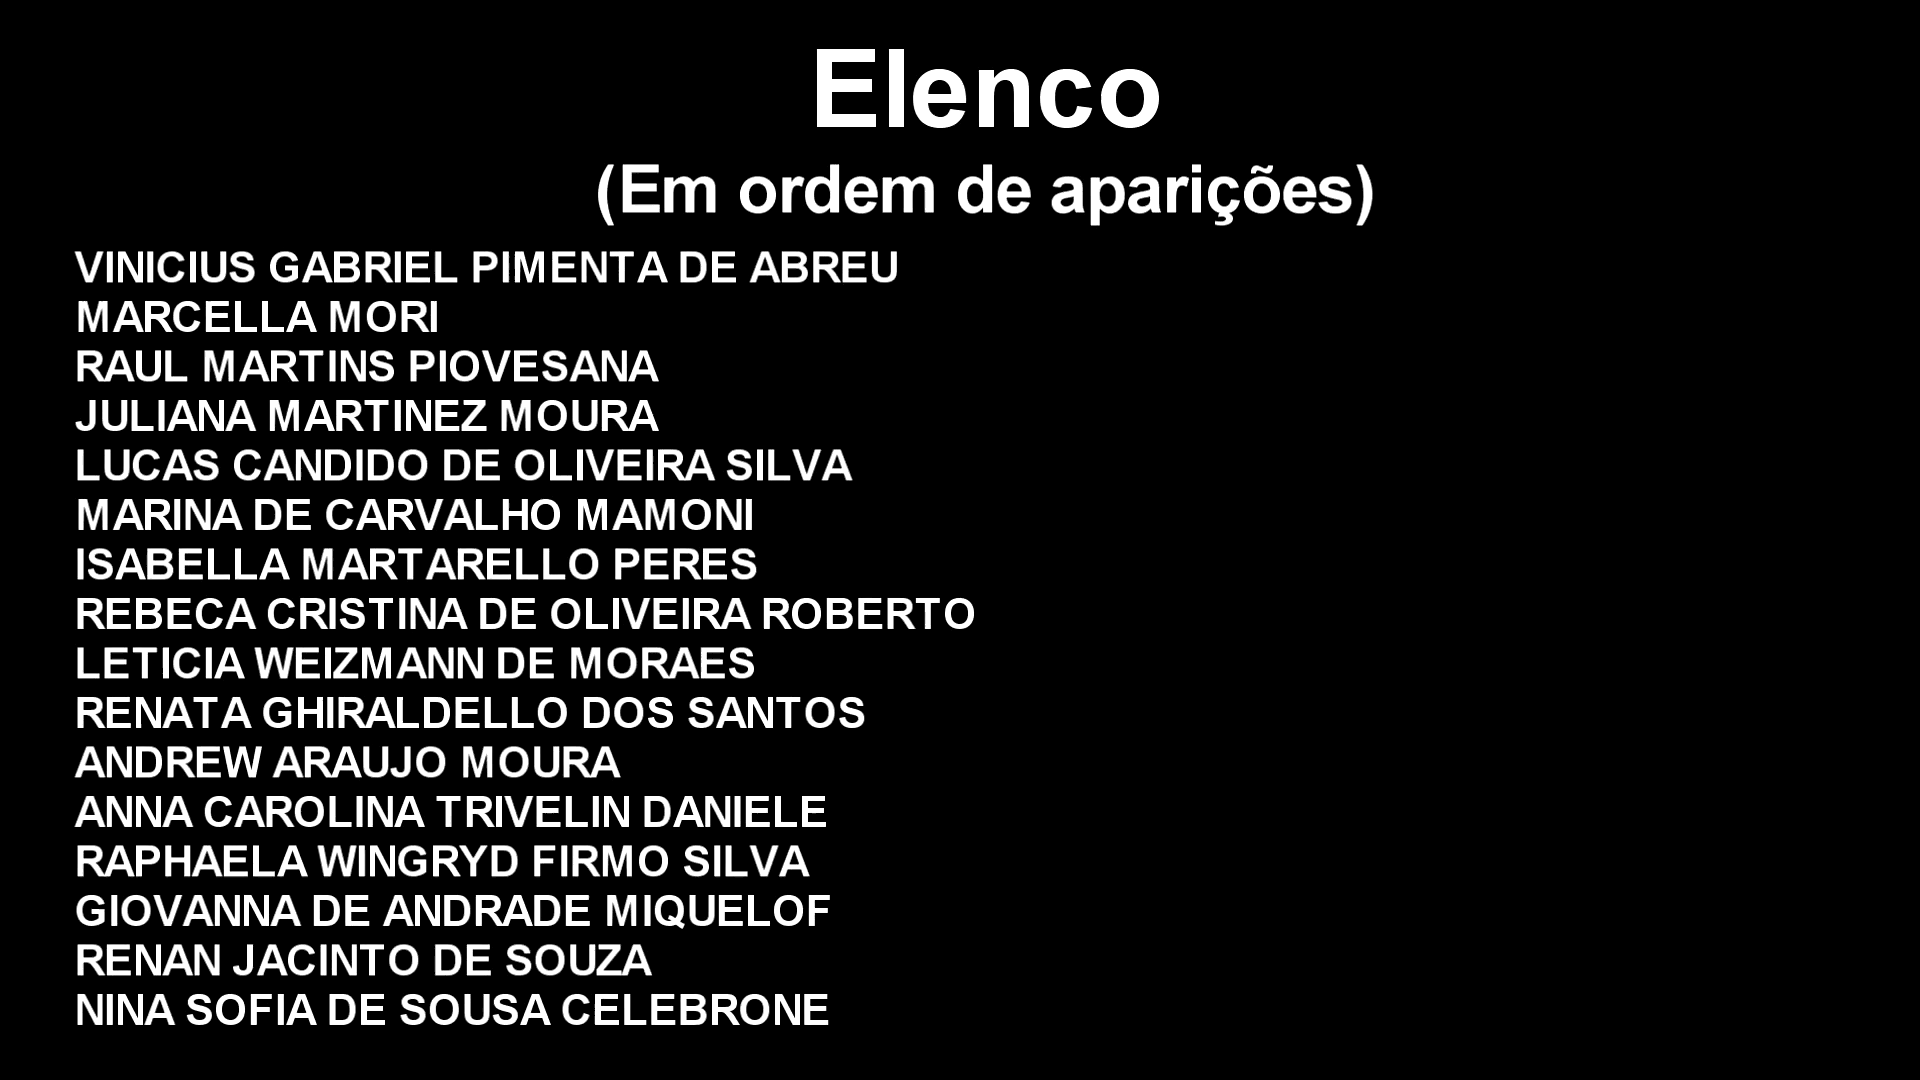 Elenco
(Em ordem de aparições)
VINICIUS GABRIEL PIMENTA DE ABREU
MARCELLA MORI
RAUL MARTINS PIOVESANA
JULIANA MARTINEZ MOURA
LUCAS CANDIDO DE OLIVEIRA SILVA
MARINA DE CARVALHO MAMONI
ISABELLA MARTARELLO PERES
REBECA CRISTINA DE OLIVEIRA ROBERTO
LETICIA WEIZMANN DE MORAES
RENATA GHIRALDELLO DOS SANTOS
ANDREW ARAUJO MOURA
ANNA CAROLINA TRIVELIN DANIELE
RAPHAELA WINGRYD FIRMO SILVA
GIOVANNA DE ANDRADE MIQUELOF
RENAN JACINTO DE SOUZA
NINA SOFIA DE SOUSA CELEBRONE